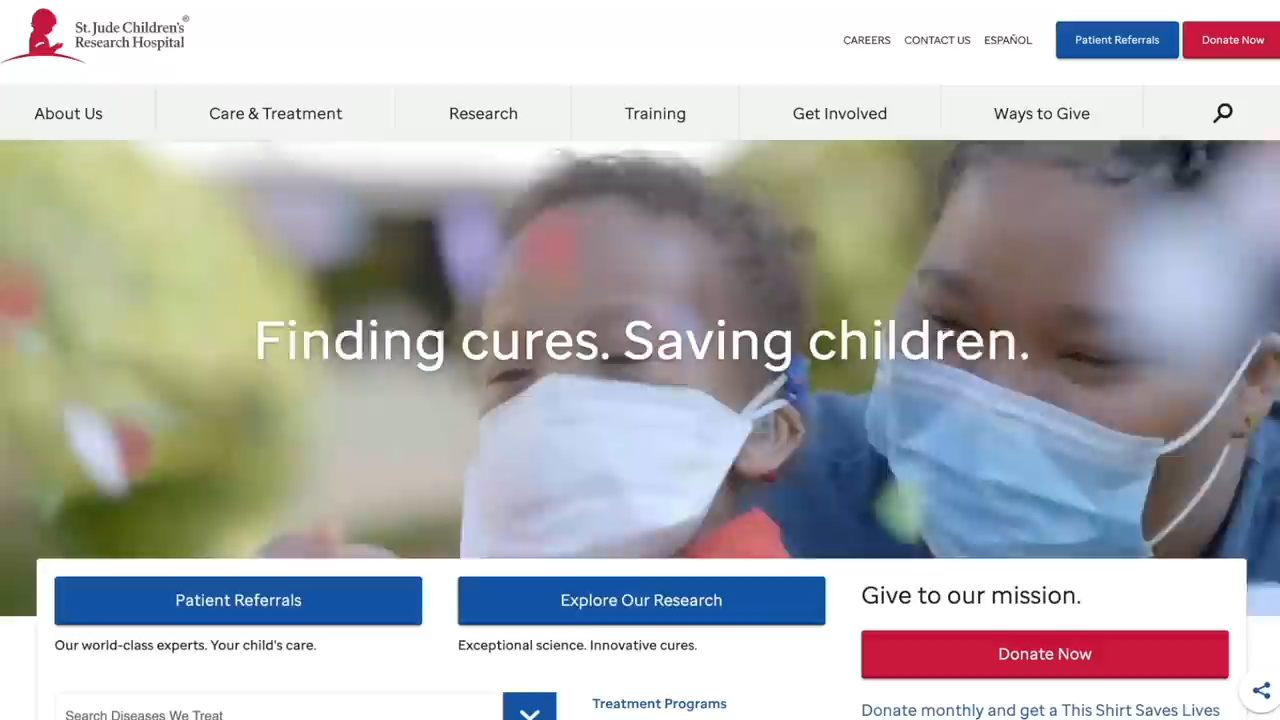 St. Jude Children's®
Research Hospital
CAREERS CONTACT US ESPAÑOL Patient Referrals Donate Now
About Us Care & Treatment Research Training Get Involved Ways to Give
Finding cures. Saving children.
Patient Referrals
Our world-class experts. Your child's care.
Explore Our Research
Exceptional science. Innovative cures.
Give to our mission.
Donate Now
Search Diseases We Treat
Treatment Programs
Donate monthly and get a This Shirt Saves Lives